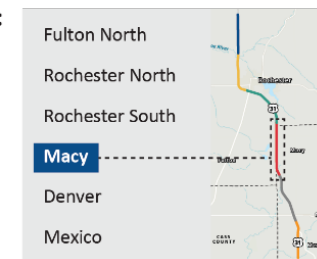 :
Fulton North
Rochester North
Rochester South
Macy
Denver
Mexico
Rochester
31
Macy
Fulton
CASS
COUNTY
31